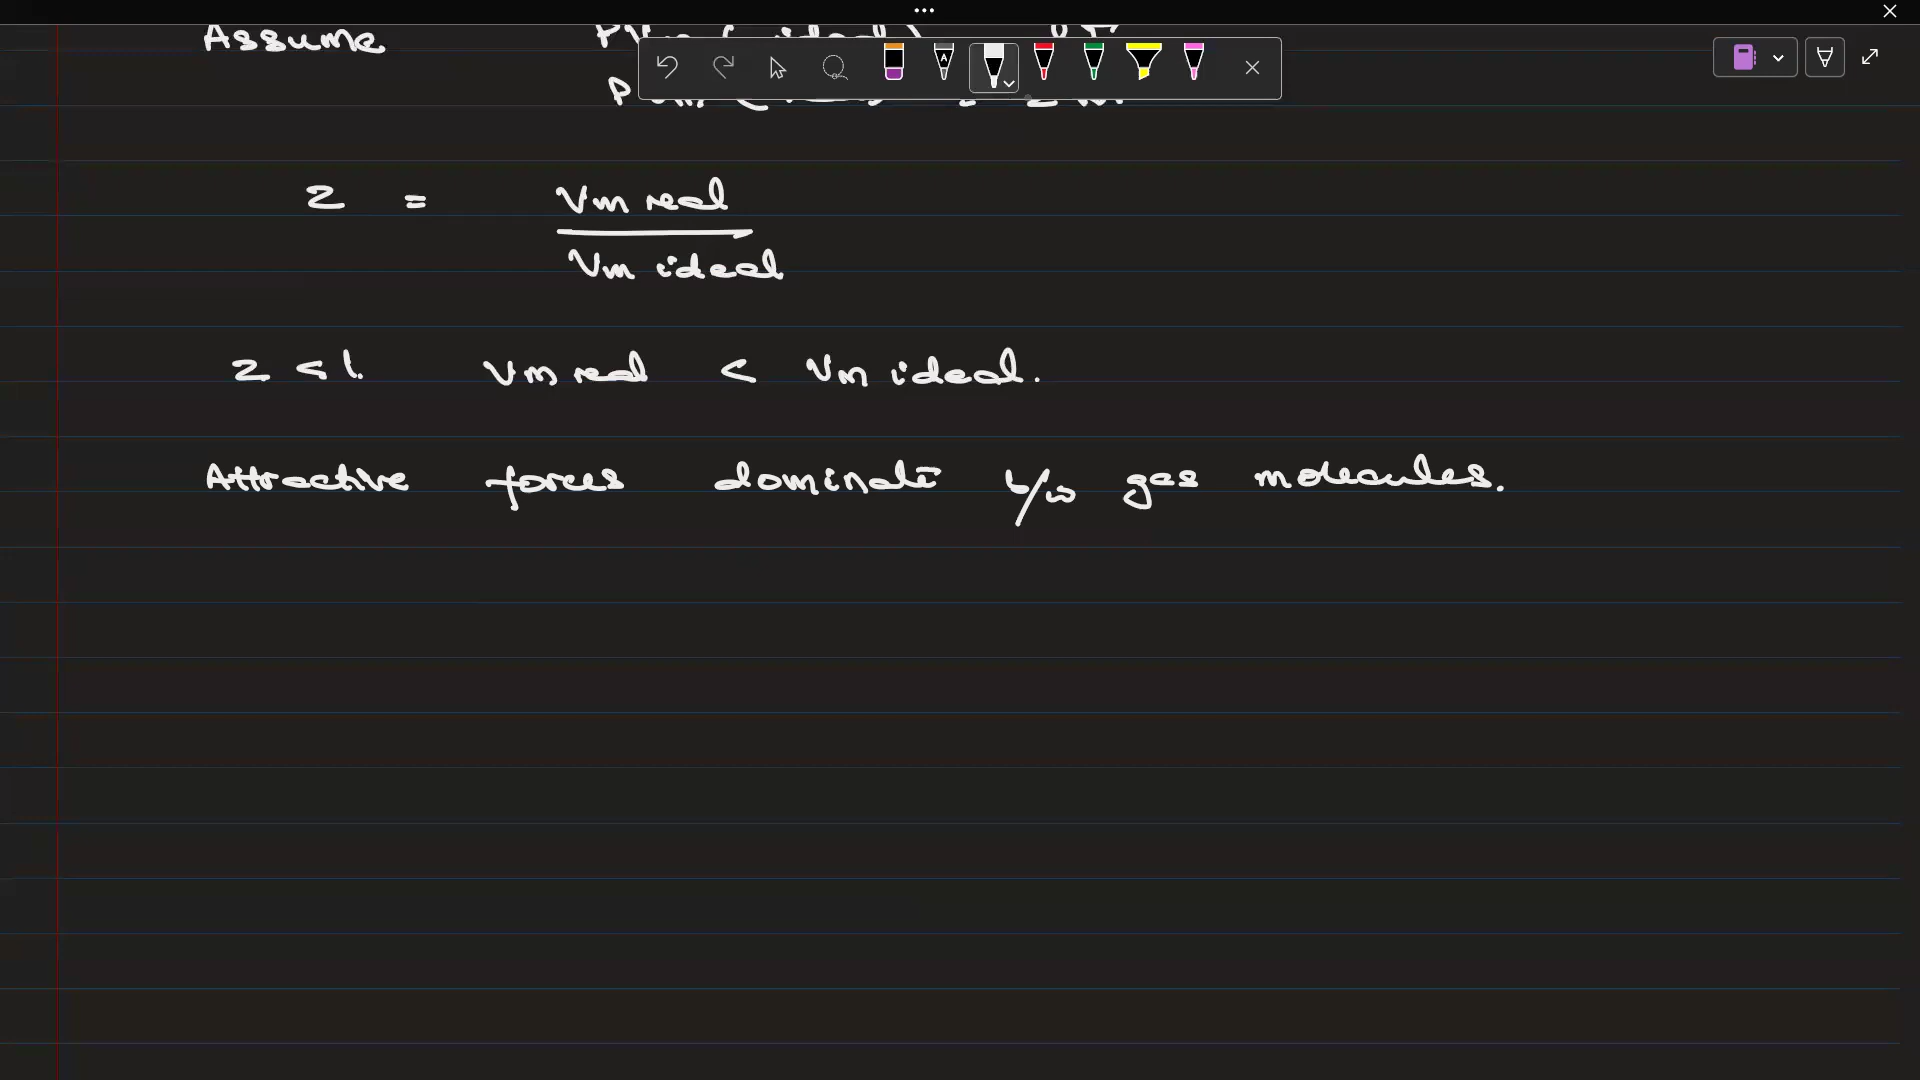 Assume
Z = Vm real
Vm ideal
Z < 1. Vm real < Vm ideal.
Attractive forces dominate b/w gas molecules.